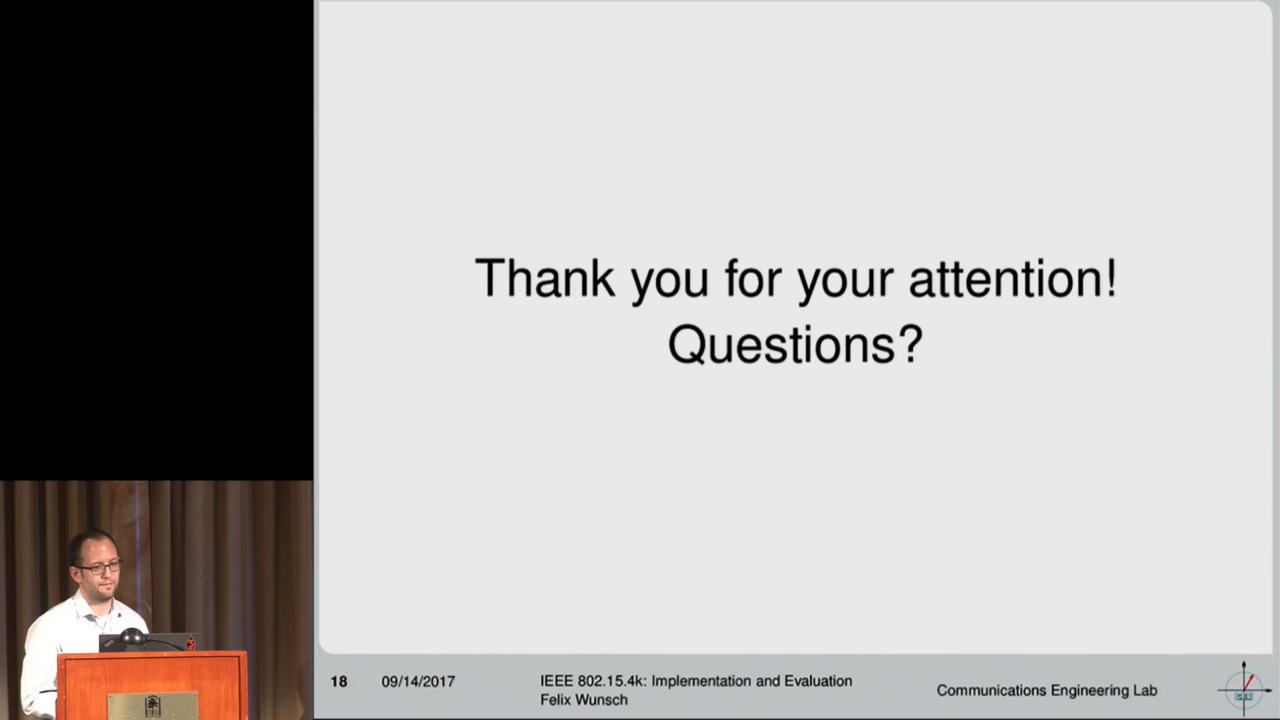 Thank you for your attention!
Questions?
18
09/14/2017
IEEE 802.15.4k: Implementation and Evaluation
Felix Wunsch
Communications Engineering Lab
CEL